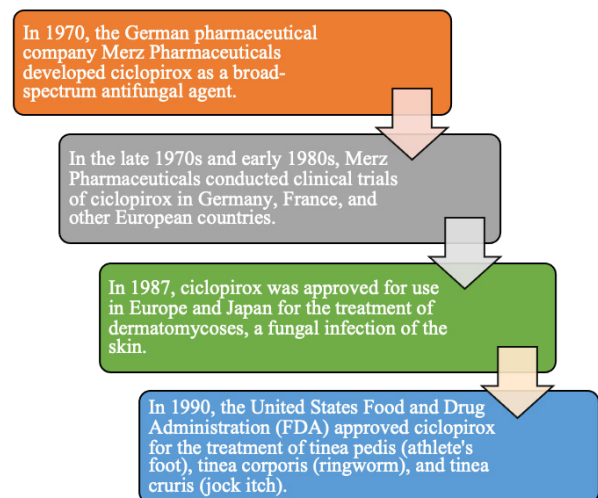 In 1970, the German pharmaceutical
company Merz Pharmaceuticals
developed ciclopirox as a broad-
spectrum antifungal agent.
In the late 1970s and early 1980s, Merz
Pharmaceuticals conducted clinical trials
of ciclopirox in Germany, France, and
other European countries.
In 1987, ciclopirox was approved for use
in Europe and Japan for the treatment of
dermatomycoses, a fungal infection of the
skin.
In 1990, the United States Food and Drug
Administration (FDA) approved ciclopirox
for the treatment of tinea pedis (athlete's
foot), tinea corporis (ringworm), and tinea
cruris (jock itch).